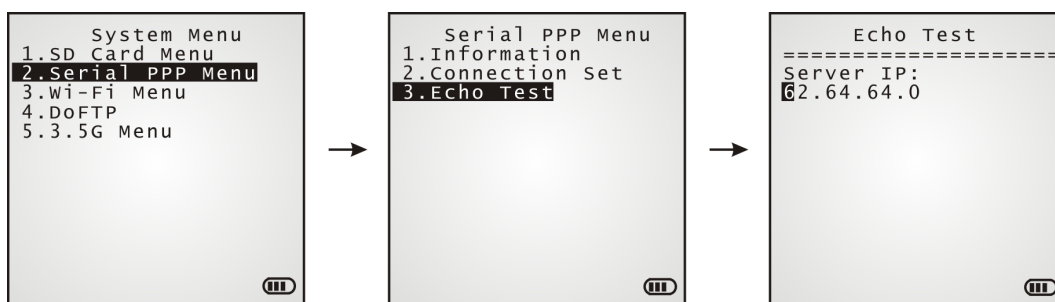 System Menu
1.SD Card Menu
2.Serial PPP Menu
3.Wi-Fi Menu
4.DoFTP
5.3.5G Menu
Serial PPP Menu
1.Information
2.Connection Set
3.Echo Test
Echo Test
=====================
Server IP:
62.64.64.0